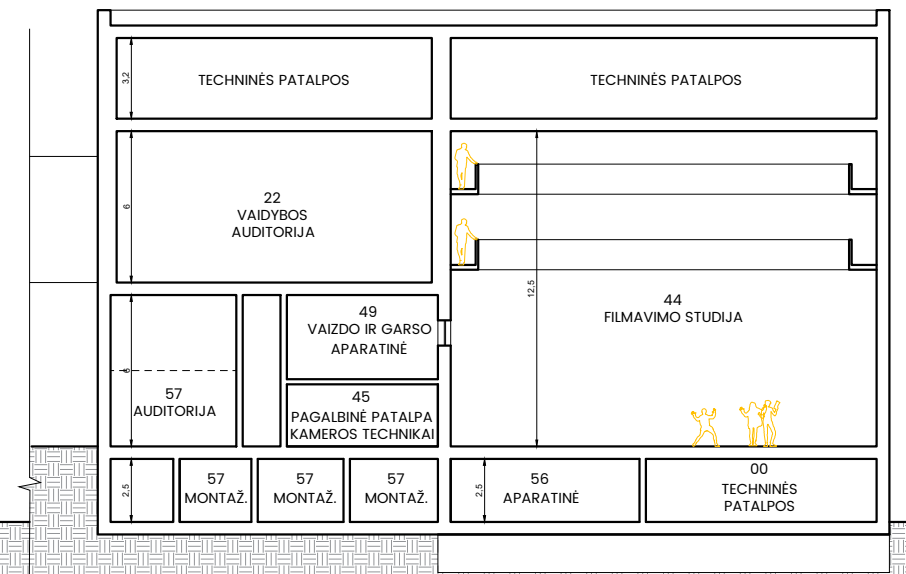 3,2
TECHNINĖS PATALPOS
TECHNINĖS PATALPOS
6
22
VAIDYBOS
AUDITORIJA
12,5
44
FILMAVIMO STUDIJA
6
57
AUDITORIJA
49
VAIZDO IR GARSO
APARATINĖ
45
PAGALBINĖ PATALPA
KAMEROS TECHNIKAI
2,5
57
MONTAŽ.
57
MONTAŽ.
57
MONTAŽ.
2,5
56
APARATINĖ
00
TECHNINĖS
PATALPOS